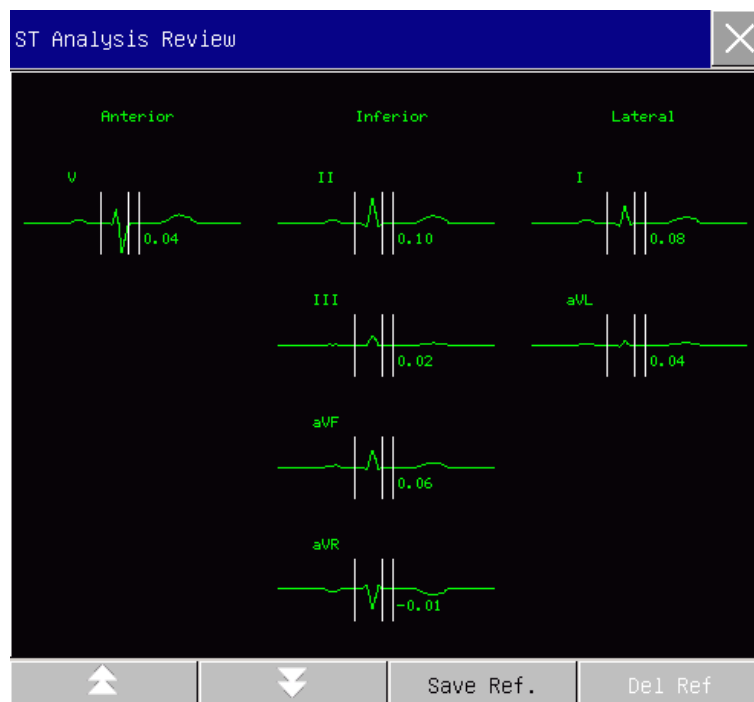 ST Analysis Review
Anterior Inferior Lateral
V II I
0.04 0.10 0.08
III aVL
0.02 0.04
aVF
0.06
aVR
-0.01
Save Ref. Del Ref